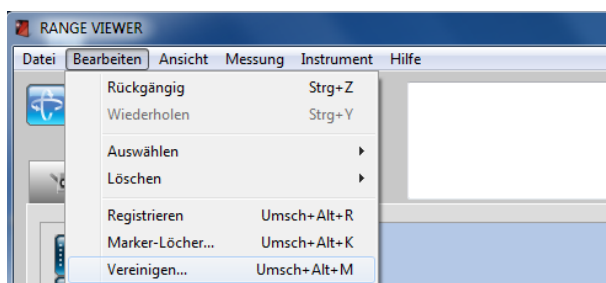 RANGE VIEWER
Datei Bearbeiten Ansicht Messung Instrument Hilfe
Rückgängig Strg+Z
Wiederholen Strg+Y
Auswählen
Löschen
Registrieren Umsch+Alt+R
Marker-Löcher... Umsch+Alt+K
Vereinigen... Umsch+Alt+M